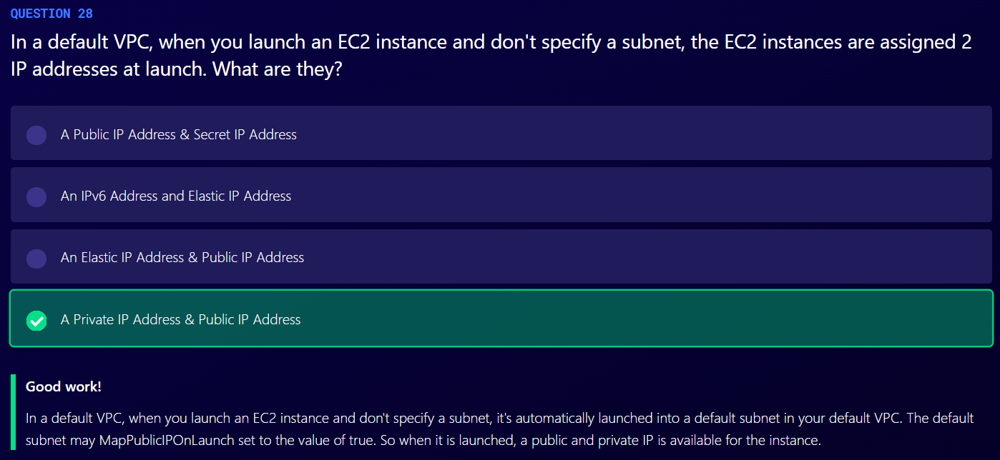 QUESTION 28
In a default VPC, when you launch an EC2 instance and don't specify a subnet, the EC2 instances are assigned 2
IP addresses at launch. What are they?
A Public IP Address & Secret IP Address
An IPv6 Address and Elastic IP Address
An Elastic IP Address & Public IP Address
A Private IP Address & Public IP Address
Good work!
In a default VPC, when you launch an EC2 instance and don't specify a subnet, it's automatically launched into a default subnet in your default VPC. The default
subnet may MapPublicIPOnLaunch set to the value of true. So when it is launched, a public and private IP is available for the instance.